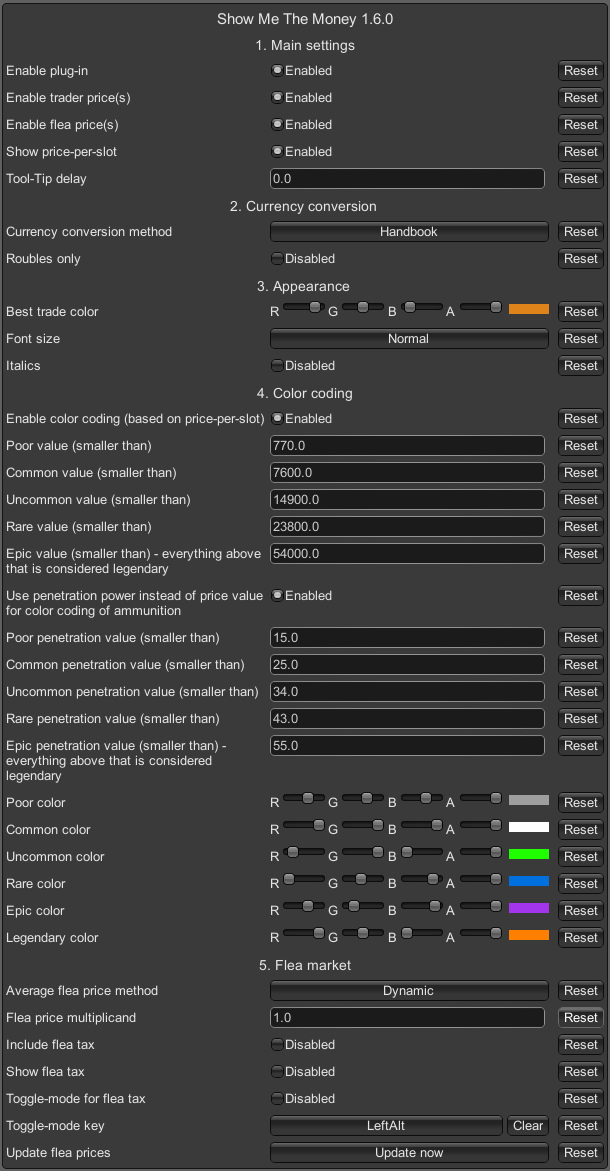 Show Me The Money 1.6.0
1. Main settings
Enable plug-in Enabled Reset
Enable trader price(s) Enabled Reset
Enable flea price(s) Enabled Reset
Show price-per-slot Enabled Reset
Tool-Tip delay 0.0 Reset
2. Currency conversion
Currency conversion method Handbook Reset
Roubles only Disabled Reset
3. Appearance
Best trade color R G B A Reset
Font size Normal Reset
Italics Disabled Reset
4. Color coding
Enable color coding (based on price-per-slot) Enabled Reset
Poor value (smaller than) 770.0 Reset
Common value (smaller than) 7600.0 Reset
Uncommon value (smaller than) 14900.0 Reset
Rare value (smaller than) 23800.0 Reset
Epic value (smaller than) - everything above 54000.0 Reset
that is considered legendary
Use penetration power instead of price value Enabled Reset
for color coding of ammunition
Poor penetration value (smaller than) 15.0 Reset
Common penetration value (smaller than) 25.0 Reset
Uncommon penetration value (smaller than) 34.0 Reset
Rare penetration value (smaller than) 43.0 Reset
Epic penetration value (smaller than) - 55.0 Reset
everything above that is considered
legendary
Poor color R G B A Reset
Common color R G B A Reset
Uncommon color R G B A Reset
Rare color R G B A Reset
Epic color R G B A Reset
Legendary color R G B A Reset
5. Flea market
Average flea price method Dynamic Reset
Flea price multiplicand 1.0 Reset
Include flea tax Disabled Reset
Show flea tax Disabled Reset
Toggle-mode for flea tax Disabled Reset
Toggle-mode key LeftAlt Clear Reset
Update flea prices Update now Reset